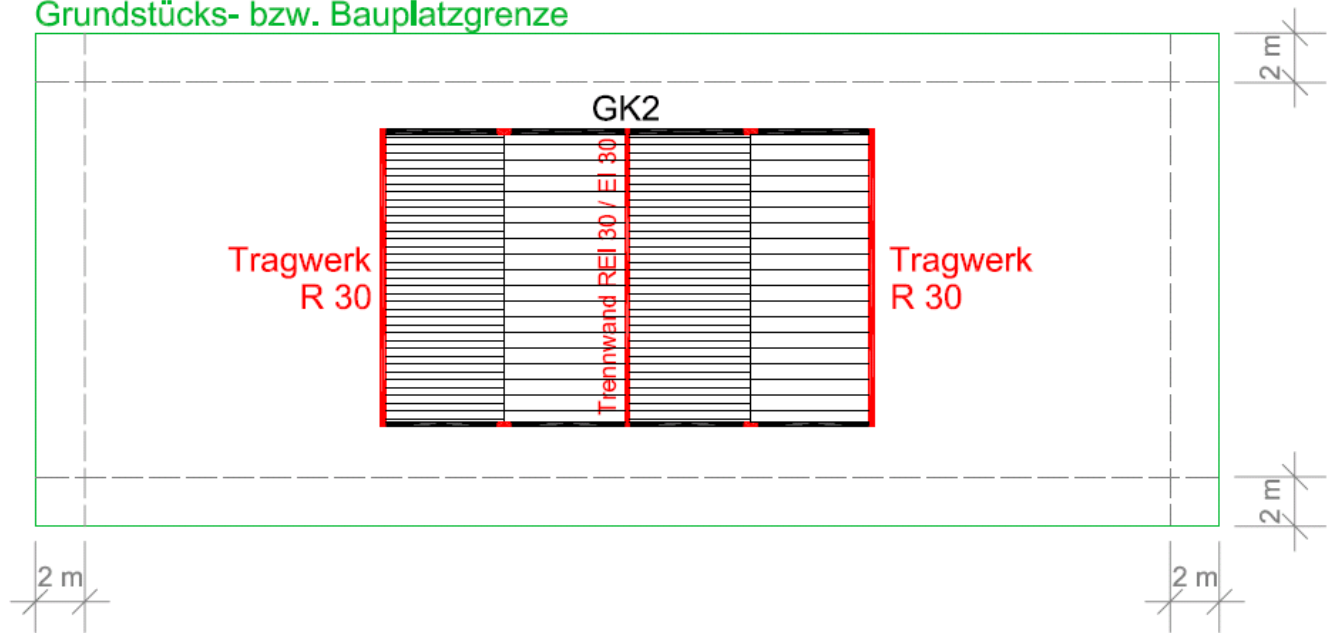 Grundstücks- bzw. Bauplatzgrenze
2 m
GK2
Trennwand REI 30 / EI 30
Tragwerk
R 30
Tragwerk
R 30
2 m
2 m
2 m